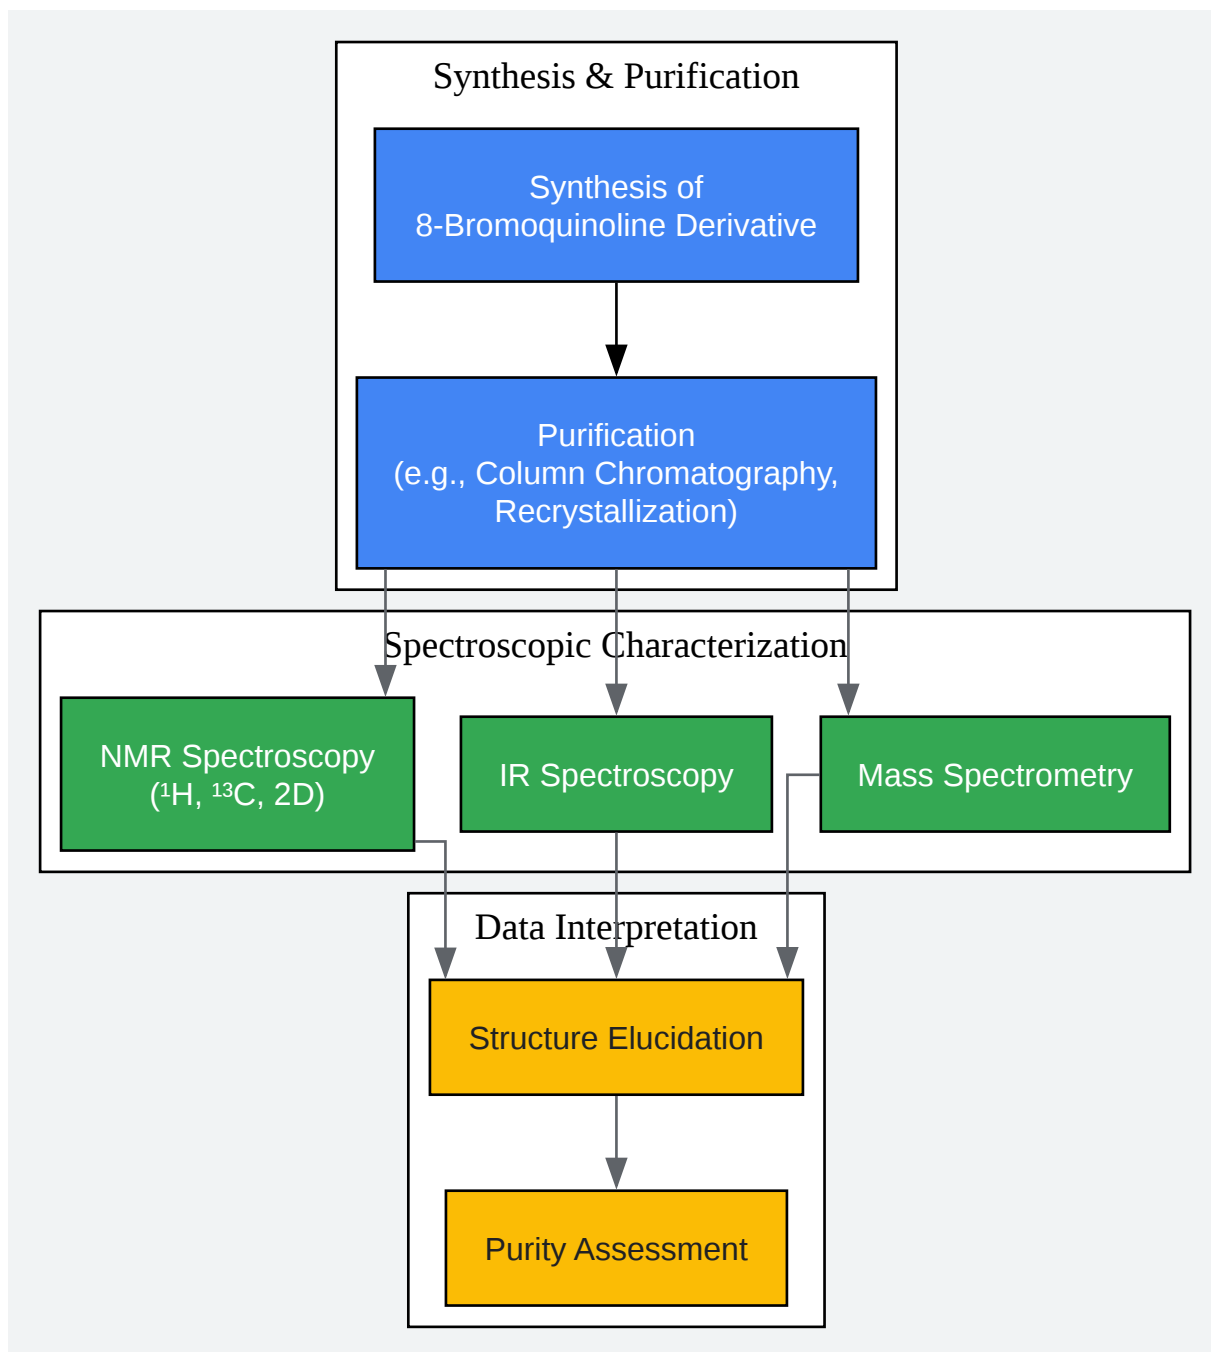 Synthesis & Purification
Synthesis of
8-Bromoquinoline Derivative
Purification
(e.g., Column Chromatography,
Recrystallization)
Spectroscopic Characterization
NMR Spectroscopy
(¹H, ¹³C, 2D)
IR Spectroscopy
Mass Spectrometry
Data Interpretation
Structure Elucidation
Purity Assessment